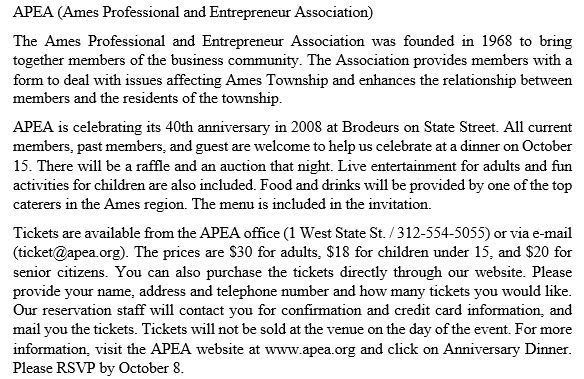 APEA (Ames Professional and Entrepreneur Association)
The Ames Professional and Entrepreneur Association was founded in 1968 to bring
together members of the business community. The Association provides members with a
form to deal with issues affecting Ames Township and enhances the relationship between
members and the residents of the township.
APEA is celebrating its 40th anniversary in 2008 at Brodeurs on State Street. All current
members, past members, and guest are welcome to help us celebrate at a dinner on October
15. There will be a raffle and an auction that night. Live entertainment for adults and fun
activities for children are also included. Food and drinks will be provided by one of the top
caterers in the Ames region. The menu is included in the invitation.
Tickets are available from the APEA office (1 West State St. / 312-554-5055) or via e-mail
(ticket@apea.org). The prices are $30 for adults, $18 for children under 15, and $20 for
senior citizens. You can also purchase the tickets directly through our website. Please
provide your name, address and telephone number and how many tickets you would like.
Our reservation staff will contact you for confirmation and credit card information, and
mail you the tickets. Tickets will not be sold at the venue on the day of the event. For more
information, visit the APEA website at www.apea.org and click on Anniversary Dinner.
Please RSVP by October 8.